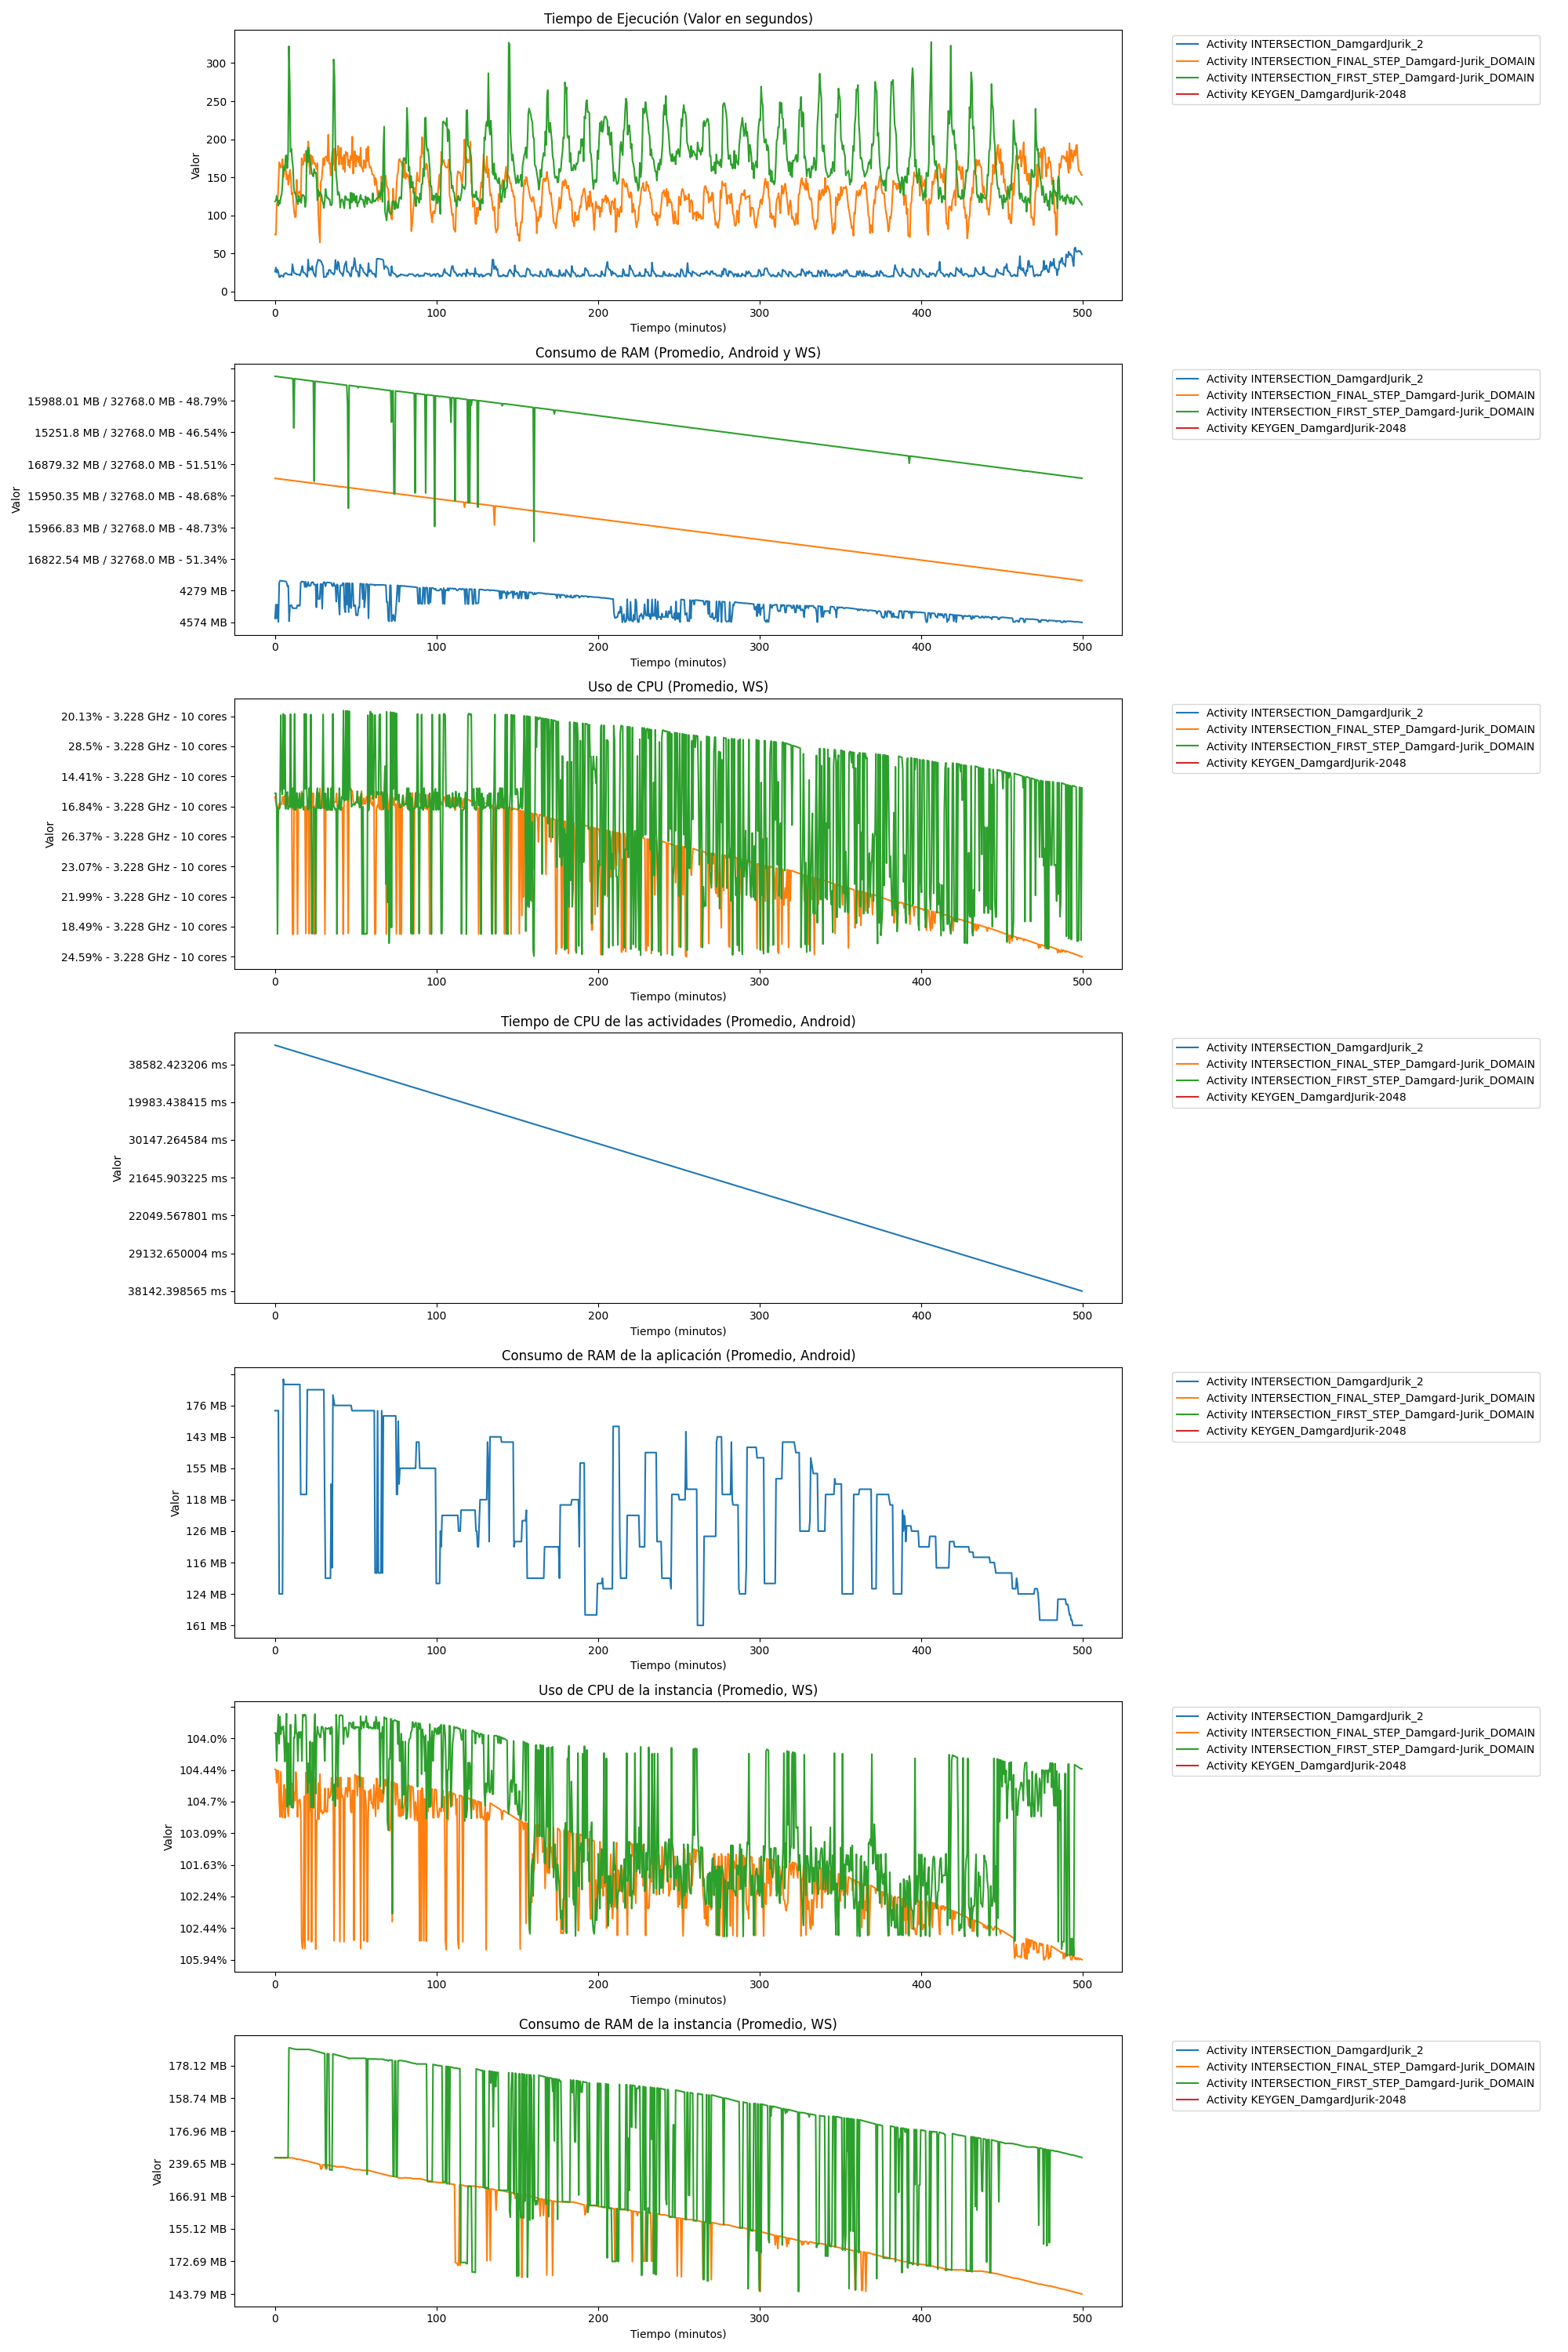 Tiempo de Ejecución (Valor en segundos)
Valor
300
250
200
150
100
50
0
0 100 200 300 400 500
Tiempo (minutos)
Activity INTERSECTION_DamgardJurik_2
Activity INTERSECTION_FINAL_STEP_Damgard-Jurik_DOMAIN
Activity INTERSECTION_FIRST_STEP_Damgard-Jurik_DOMAIN
Activity KEYGEN_DamgardJurik-2048
Consumo de RAM (Promedio, Android y WS)
Valor
15988.01 MB / 32768.0 MB - 48.79%
15251.8 MB / 32768.0 MB - 46.54%
16879.32 MB / 32768.0 MB - 51.51%
15950.35 MB / 32768.0 MB - 48.68%
15966.83 MB / 32768.0 MB - 48.73%
16822.54 MB / 32768.0 MB - 51.34%
4279 MB
4574 MB
0 100 200 300 400 500
Tiempo (minutos)
Activity INTERSECTION_DamgardJurik_2
Activity INTERSECTION_FINAL_STEP_Damgard-Jurik_DOMAIN
Activity INTERSECTION_FIRST_STEP_Damgard-Jurik_DOMAIN
Activity KEYGEN_DamgardJurik-2048
Uso de CPU (Promedio, WS)
Valor
20.13% - 3.228 GHz - 10 cores
28.5% - 3.228 GHz - 10 cores
14.41% - 3.228 GHz - 10 cores
16.84% - 3.228 GHz - 10 cores
26.37% - 3.228 GHz - 10 cores
23.07% - 3.228 GHz - 10 cores
21.99% - 3.228 GHz - 10 cores
18.49% - 3.228 GHz - 10 cores
24.59% - 3.228 GHz - 10 cores
0 100 200 300 400 500
Tiempo (minutos)
Activity INTERSECTION_DamgardJurik_2
Activity INTERSECTION_FINAL_STEP_Damgard-Jurik_DOMAIN
Activity INTERSECTION_FIRST_STEP_Damgard-Jurik_DOMAIN
Activity KEYGEN_DamgardJurik-2048
Tiempo de CPU de las actividades (Promedio, Android)
Valor
38582.423206 ms
19983.438415 ms
30147.264584 ms
21645.903225 ms
22049.567801 ms
29132.650004 ms
38142.398565 ms
0 100 200 300 400 500
Tiempo (minutos)
Activity INTERSECTION_DamgardJurik_2
Activity INTERSECTION_FINAL_STEP_Damgard-Jurik_DOMAIN
Activity INTERSECTION_FIRST_STEP_Damgard-Jurik_DOMAIN
Activity KEYGEN_DamgardJurik-2048
Consumo de RAM de la aplicación (Promedio, Android)
Valor
176 MB
143 MB
155 MB
118 MB
126 MB
116 MB
124 MB
161 MB
0 100 200 300 400 500
Tiempo (minutos)
Activity INTERSECTION_DamgardJurik_2
Activity INTERSECTION_FINAL_STEP_Damgard-Jurik_DOMAIN
Activity INTERSECTION_FIRST_STEP_Damgard-Jurik_DOMAIN
Activity KEYGEN_DamgardJurik-2048
Uso de CPU de la instancia (Promedio, WS)
Valor
104.0%
104.44%
104.7%
103.09%
101.63%
102.24%
102.44%
105.94%
0 100 200 300 400 500
Tiempo (minutos)
Activity INTERSECTION_DamgardJurik_2
Activity INTERSECTION_FINAL_STEP_Damgard-Jurik_DOMAIN
Activity INTERSECTION_FIRST_STEP_Damgard-Jurik_DOMAIN
Activity KEYGEN_DamgardJurik-2048
Consumo de RAM de la instancia (Promedio, WS)
Valor
178.12 MB
158.74 MB
176.96 MB
239.65 MB
166.91 MB
155.12 MB
172.69 MB
143.79 MB
0 100 200 300 400 500
Tiempo (minutos)
Activity INTERSECTION_DamgardJurik_2
Activity INTERSECTION_FINAL_STEP_Damgard-Jurik_DOMAIN
Activity INTERSECTION_FIRST_STEP_Damgard-Jurik_DOMAIN
Activity KEYGEN_DamgardJurik-2048